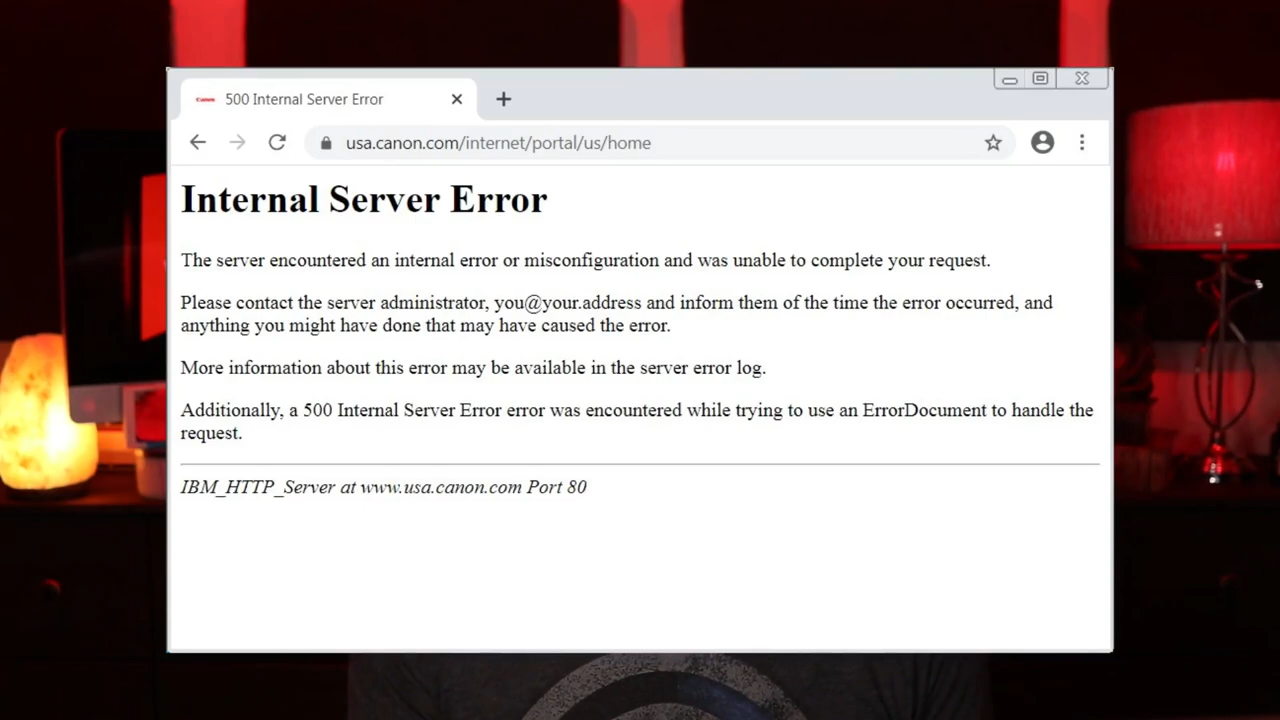 Canon 500 Internal Server Error
usa.canon.com/internet/portal/us/home
Internal Server Error
The server encountered an internal error or misconfiguration and was unable to complete your request.
Please contact the server administrator, you@your.address and inform them of the time the error occurred, and
anything you might have done that may have caused the error.
More information about this error may be available in the server error log.
Additionally, a 500 Internal Server Error error was encountered while trying to use an ErrorDocument to handle the
request.
IBM_HTTP_Server at www.usa.canon.com Port 80